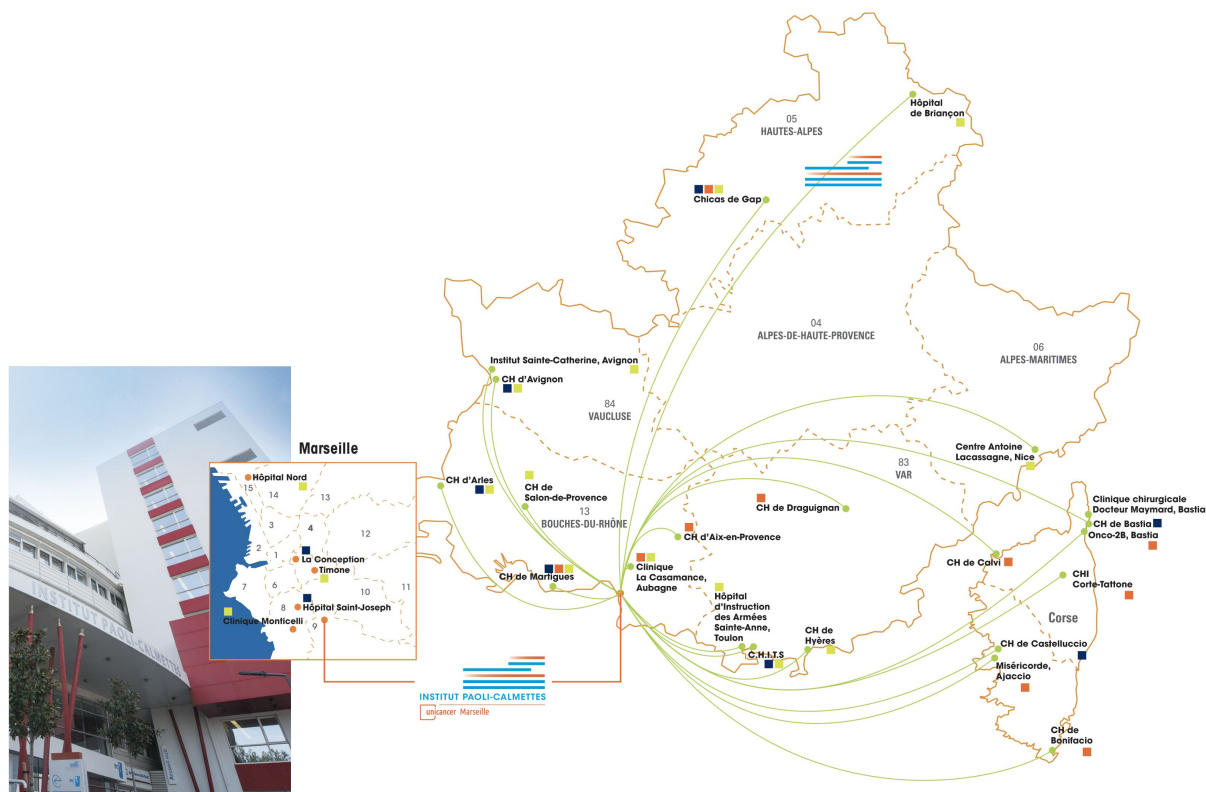 Hôpital
de Briançon
05
HAUTES-ALPES
Chicas de Gap
04
ALPES-DE-HAUTE-PROVENCE
06
ALPES-MARITIMES
Institut Sainte-Catherine, Avignon
CH d'Avignon
84
VAUCLUSE
Centre Antoine
Lacassagne, Nice
83
VAR
CH d'Arles
CH de
Salon-de-Provence
13
BOUCHES-DU-RHÔNE
CH de Draguignan
CH d'Aix-en-Provence
Clinique chirurgicale
Docteur Maymard, Bastia
CH de Bastia
Onco-2B, Bastia
CH de Calvi
CHI
Corte-Tattone
Corse
CH de Martigues
Clinique
La Casamance,
Aubagne
Hôpital
d'Instruction
des Armées
Sainte-Anne,
Toulon
C.H.I.T.S
CH de
Hyères
CH de Castelluccio
Miséricorde,
Ajaccio
CH de
Bonifacio
Marseille
Hôpital Nord
15
14
13
3
4
12
2
1
La Conception
Timone
7
6
10
11
8
Hôpital Saint-Joseph
Clinique Monticelli
9
INSTITUT PAOLI-CALMETTES
INSTITUT PAOLI-CALMETTES
unicancer Marseille